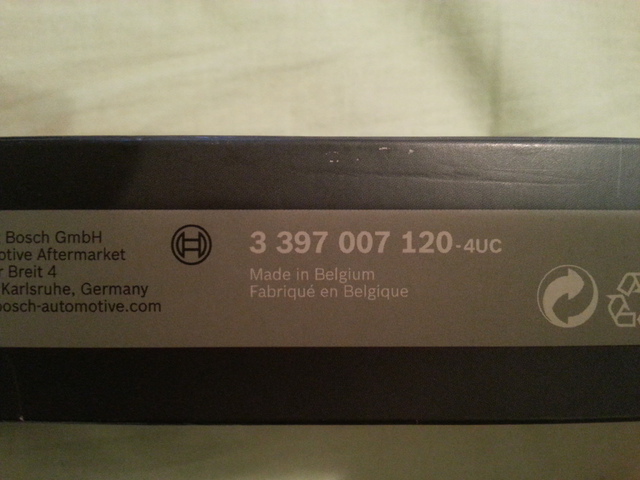 Bosch GmbH
otive Aftermarket
r Breit 4
Karlsruhe, Germany
bosch-automotive.com
3 397 007 120-4UC
Made in Belgium
Fabriqué en Belgique